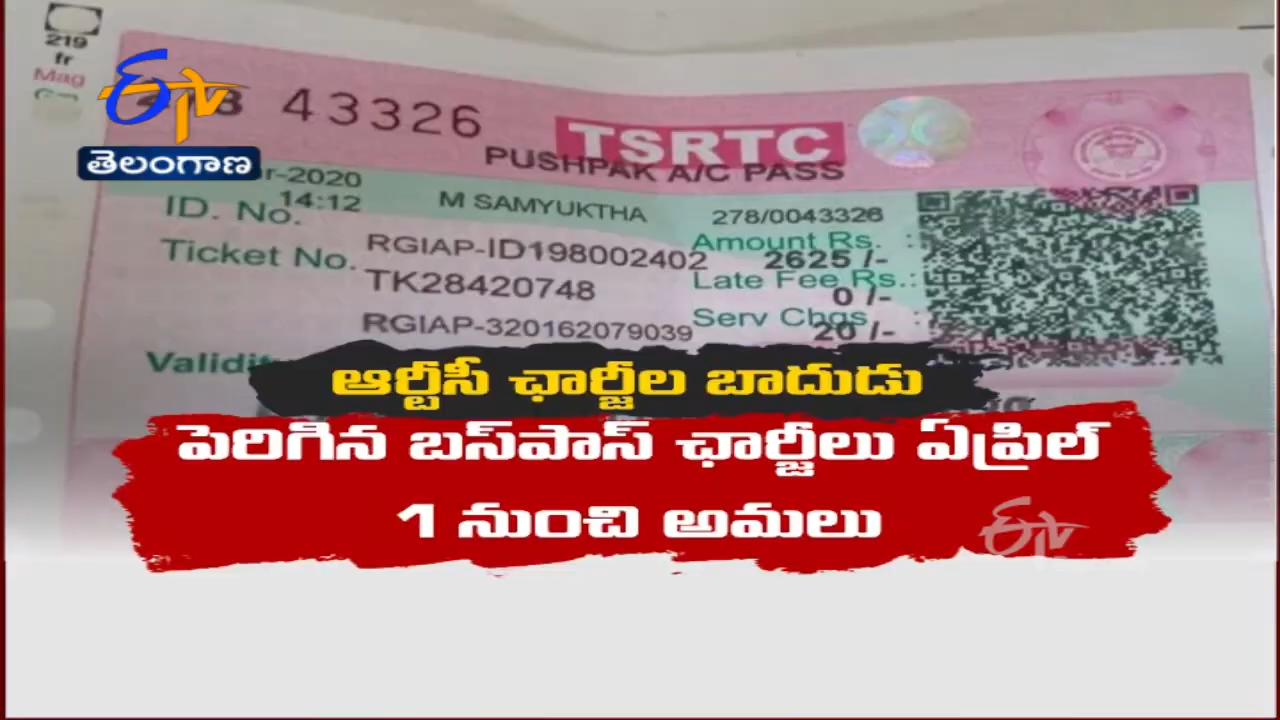 219
fr
Mag
ETV
తెలంగాణ
43326
TSRTC
PUSHPAK A/C PASS
-2020
14:12
M SAMYUKTHA
278/0043326
ID. No.
RGIAP-ID198002402
Amount Rs. :
2625 /-
Ticket No.
TK28420748
Late Fee Rs.:
0 /-
RGIAP-320162079039
Serv Chgs :
20 /-
ఆర్టీసీ ఛార్జీల బాదుడు
పెరిగిన బస్‌పాస్ ఛార్జీలు ఏప్రిల్
1 నుంచి అమలు
ETV